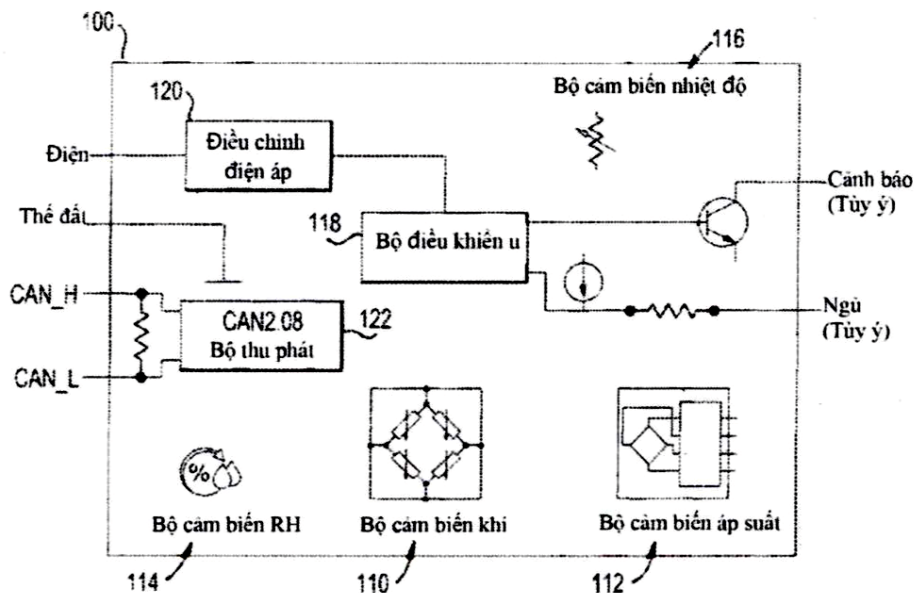 100
116
Bộ cảm biến nhiệt độ
120
Điều chỉnh
điện áp
Điện
Cảnh báo
(Tùy ý)
Thế đất
118
Bộ điều khiển u
CAN_H
CAN2.08
Bộ thu phát
122
Ngủ
(Tùy ý)
CAN_L
%
Bộ cảm biến RH
Bộ cảm biến khí
Bộ cảm biến áp suất
114
110
112